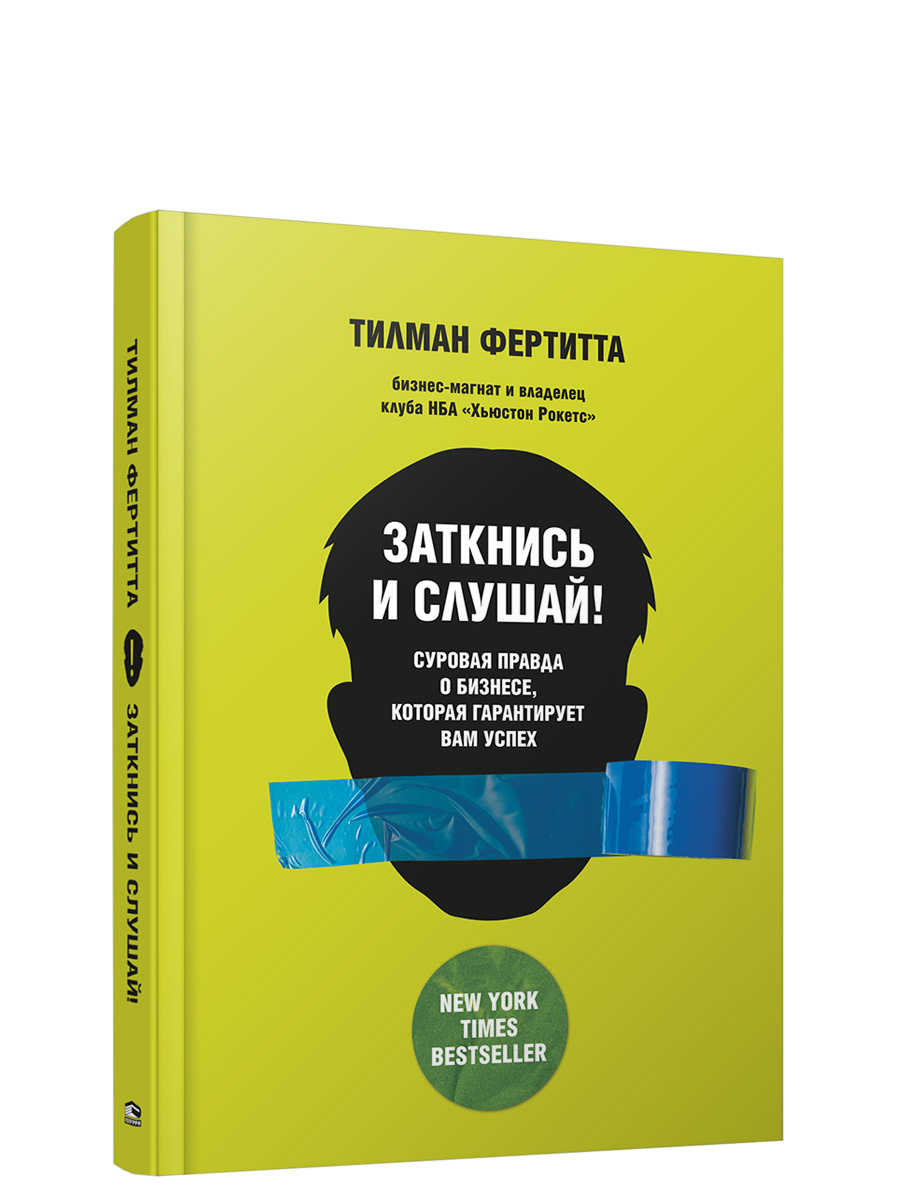 ТИЛМАН ФЕРТИТТА
бизнес-магнат и владелец
клуба НБА «Хьюстон Рокетс»
ЗАТКНИСЬ
И СЛУШАЙ!
СУРОВАЯ ПРАВДА
О БИЗНЕСЕ,
КОТОРАЯ ГАРАНТИРУЕТ
ВАМ УСПЕХ
NEW YORK
TIMES
BESTSELLER
ТИЛМАН ФЕРТИТТА ЗАТКНИСЬ И СЛУШАЙ!